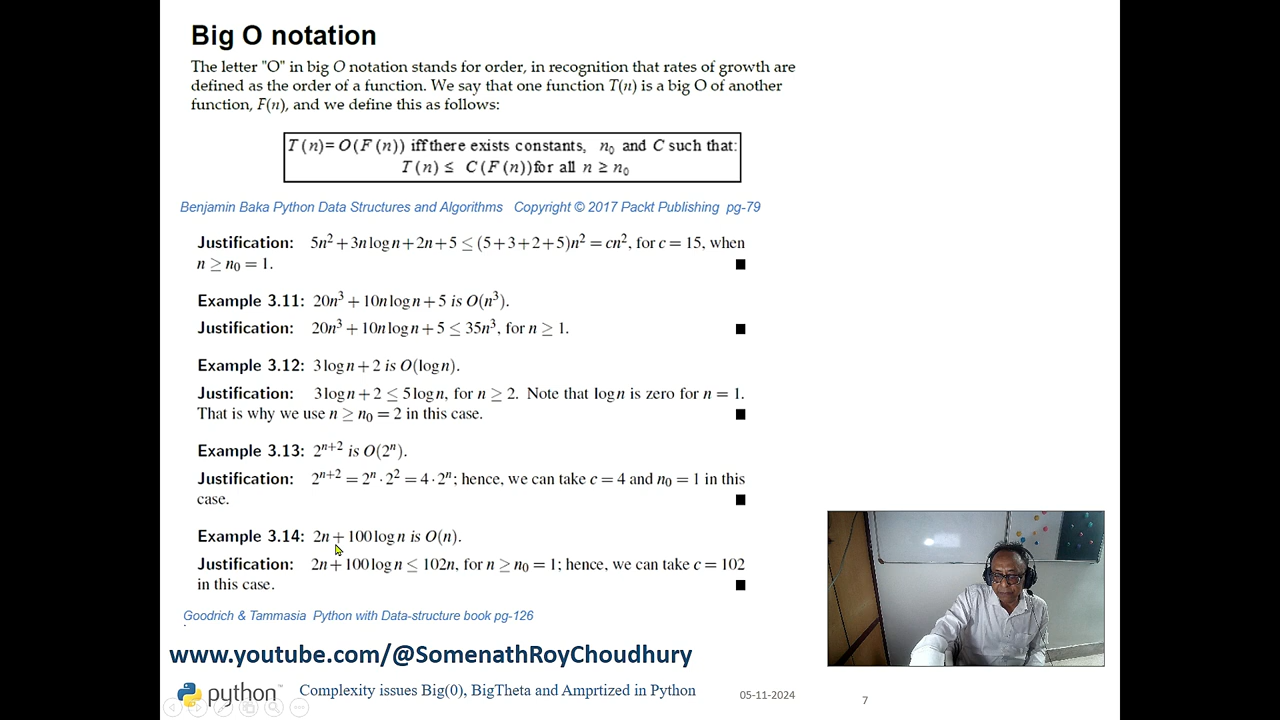 Big O notation
The letter "O" in big O notation stands for order, in recognition that rates of growth are
defined as the order of a function. We say that one function T(n) is a big O of another
function, F(n), and we define this as follows:
T(n)= O(F(n)) iff there exists constants, n₀ and C such that:
T(n) ≤ C(F(n)) for all n ≥ n₀
Benjamin Baka Python Data Structures and Algorithms Copyright © 2017 Packt Publishing pg-79
Justification: 5n² + 3n log n + 2n + 5 ≤ (5 + 3 + 2 + 5)n² = cn², for c = 15, when
n ≥ n₀ = 1. ■
Example 3.11: 20n³ + 10n log n + 5 is O(n³).
Justification: 20n³ + 10n log n + 5 ≤ 35n³, for n ≥ 1. ■
Example 3.12: 3 log n + 2 is O(log n).
Justification: 3 log n + 2 ≤ 5 log n, for n ≥ 2. Note that log n is zero for n = 1.
That is why we use n ≥ n₀ = 2 in this case. ■
Example 3.13: 2ⁿ⁺² is O(2ⁿ).
Justification: 2ⁿ⁺² = 2ⁿ · 2² = 4 · 2ⁿ; hence, we can take c = 4 and n₀ = 1 in this
case. ■
Example 3.14: 2n + 100 log n is O(n).
Justification: 2n + 100 log n ≤ 102n, for n ≥ n₀ = 1; hence, we can take c = 102
in this case. ■
Goodrich & Tammasia Python with Data-structure book pg-126
www.youtube.com/@SomenathRoyChoudhury
python™ Complexity issues Big(0), BigTheta and Amprtized in Python 05-11-2024 7